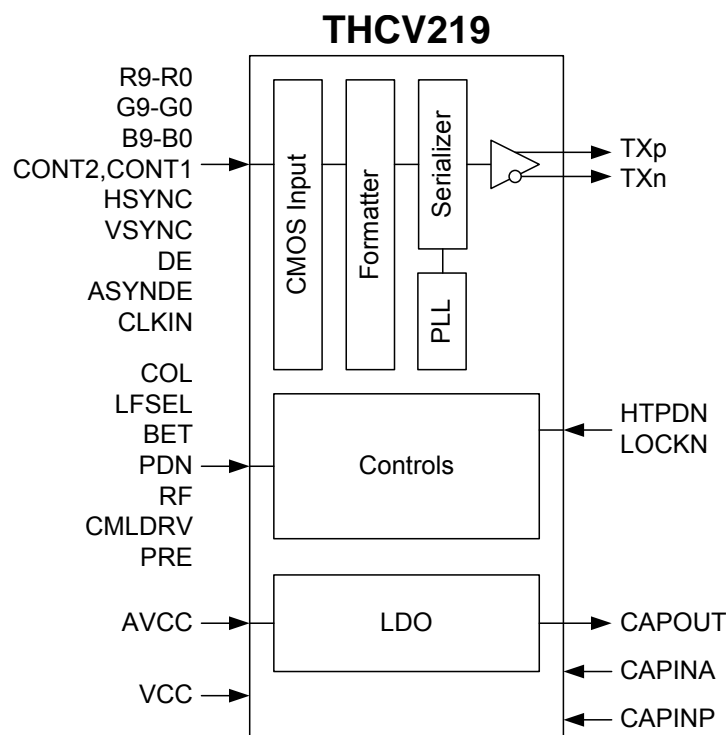 THCV219
R9-R0
G9-G0
B9-B0
CONT2,CONT1
HSYNC
VSYNC
DE
ASYNDE
CLKIN
CMOS Input
Formatter
Serializer
PLL
TXp
TXn
COL
LFSEL
BET
PDN
RF
CMLDRV
PRE
Controls
HTPDN
LOCKN
AVCC
LDO
CAPOUT
CAPINA
VCC
CAPINP